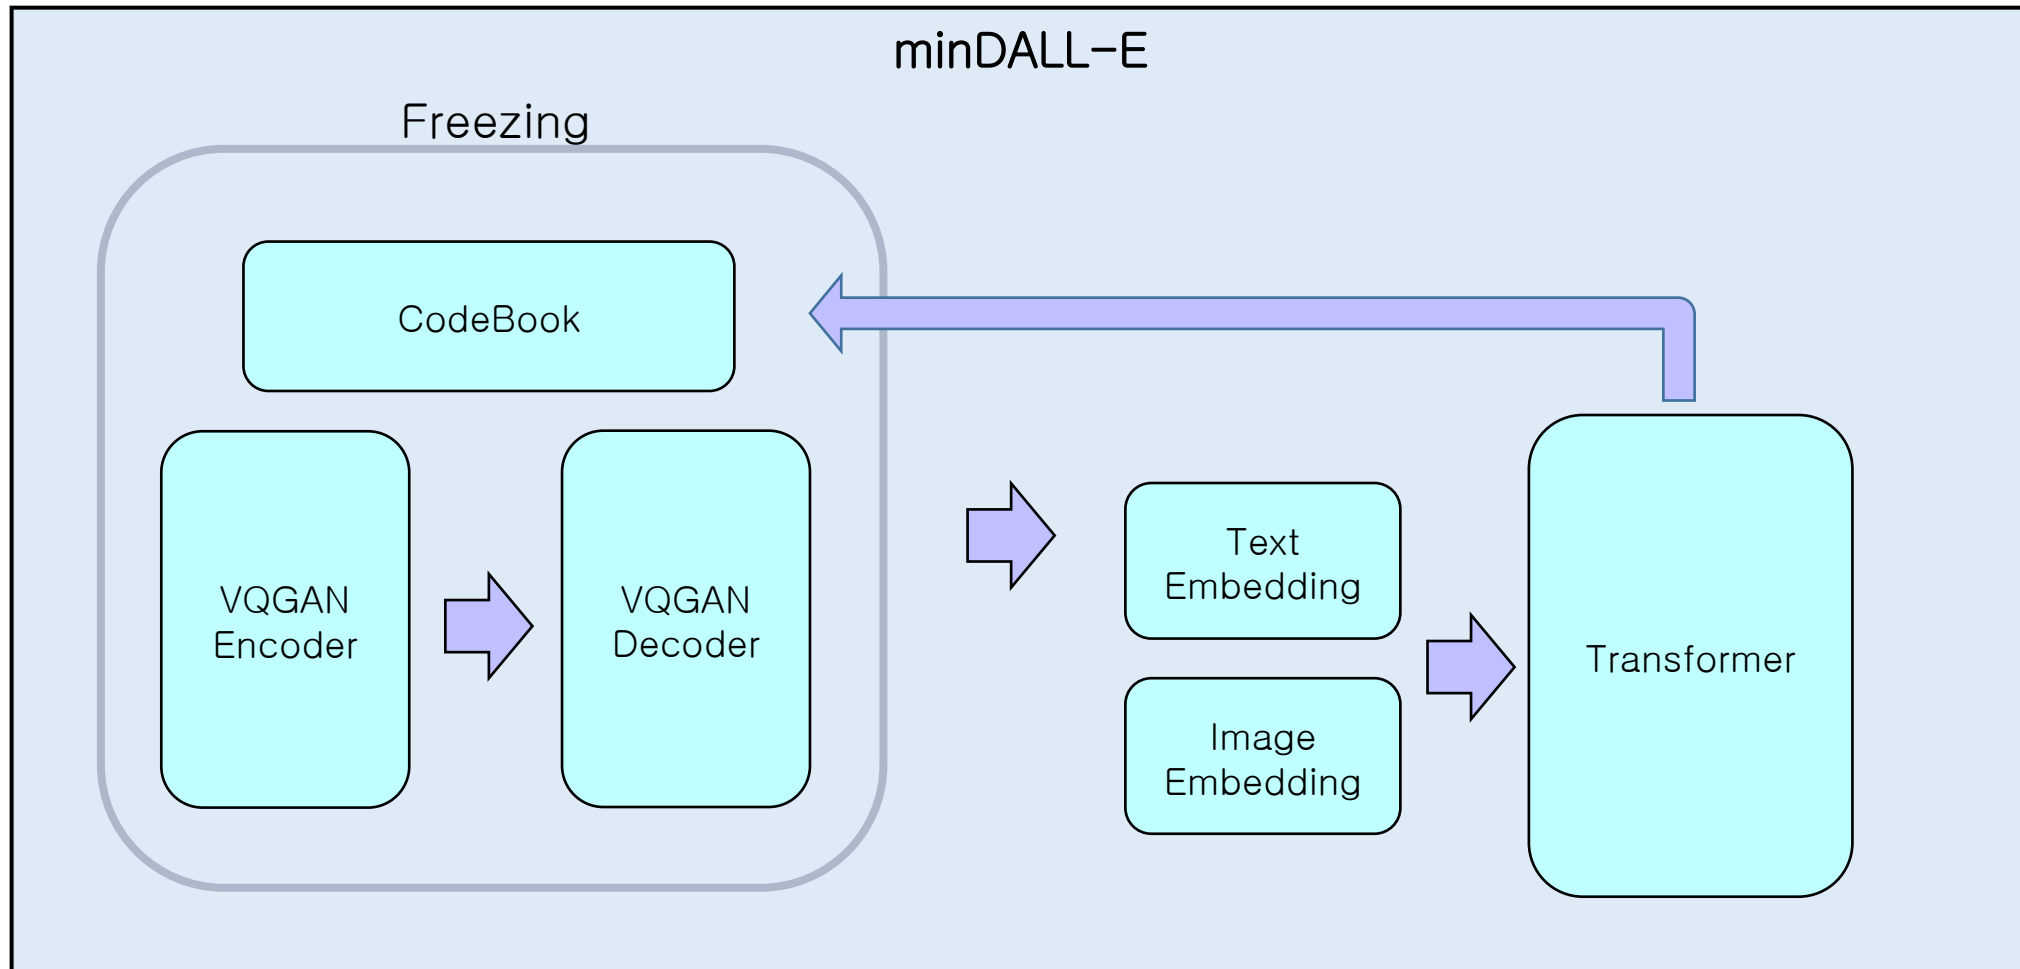 minDALL-E
Freezing
CodeBook
VQGAN
Encoder
VQGAN
Decoder
Text
Embedding
Image
Embedding
Transformer